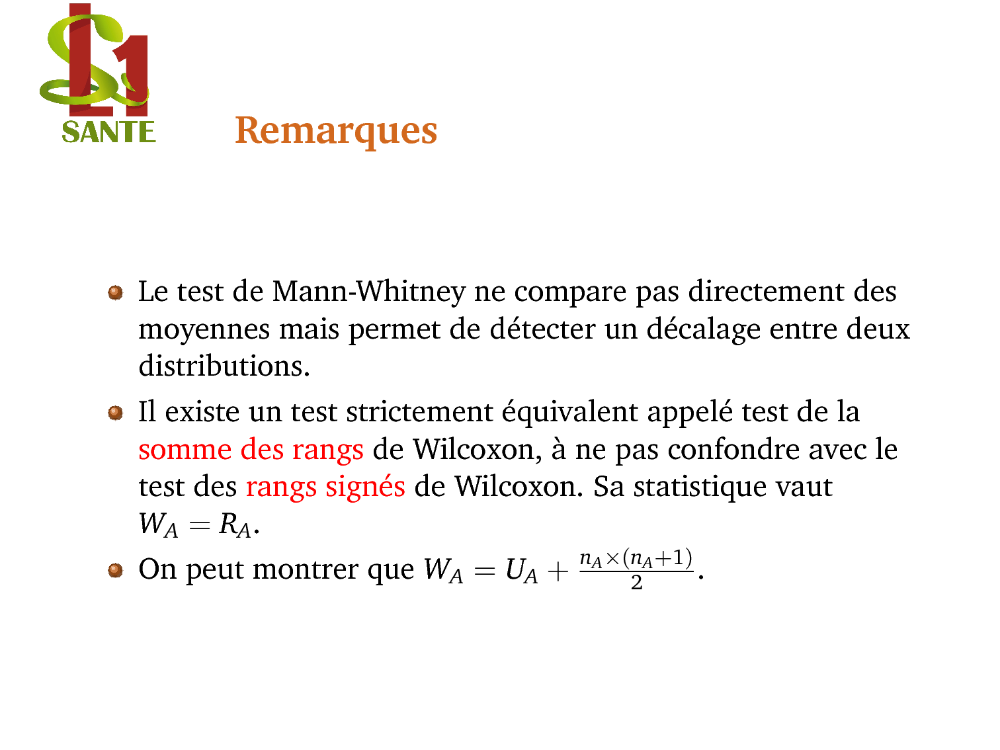 L1
SANTE
Remarques
Le test de Mann-Whitney ne compare pas directement des
moyennes mais permet de détecter un décalage entre deux
distributions.
Il existe un test strictement équivalent appelé test de la
somme des rangs de Wilcoxon, à ne pas confondre avec le
test des rangs signés de Wilcoxon. Sa statistique vaut
$W_A = R_A$.
On peut montrer que $W_A = U_A + \frac{n_A \times (n_A+1)}{2}$.